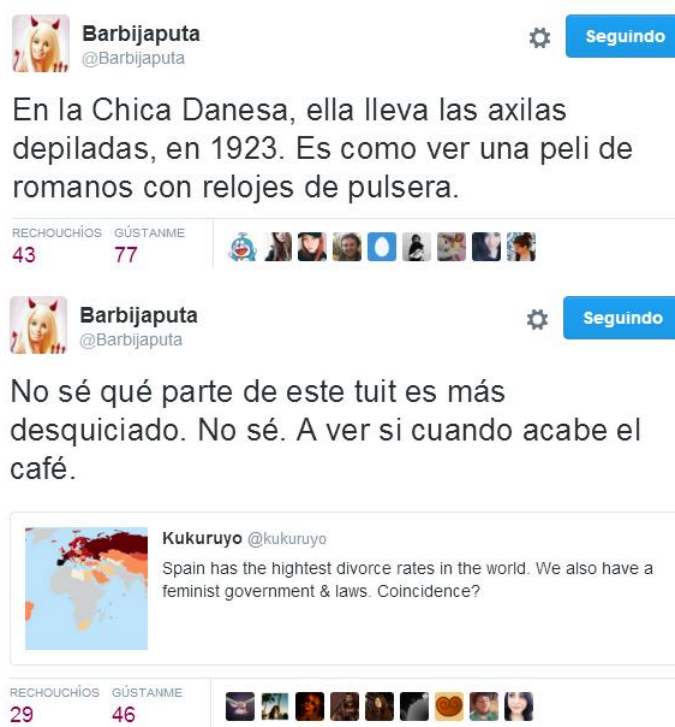 Barbijaputa
@Barbijaputa
Seguindo
En la Chica Danesa, ella lleva las axilas
depiladas, en 1923. Es como ver una peli de
romanos con relojes de pulsera.
RECHOUCHÍOS GÚSTANME
43 77
Barbijaputa
@Barbijaputa
Seguindo
No sé qué parte de este tuit es más
desquiciado. No sé. A ver si cuando acabe el
café.
Kukuruyo @kukuruyo
Spain has the hightest divorce rates in the world. We also have a
feminist government & laws. Coincidence?
RECHOUCHÍOS GÚSTANME
29 46